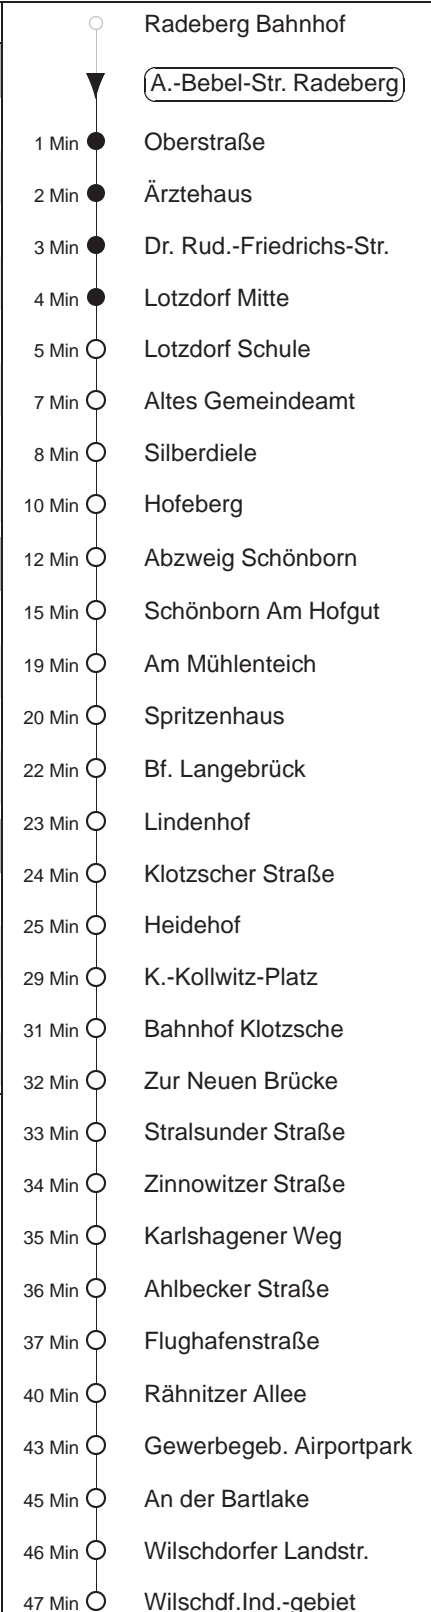 Radeberg Bahnhof
A.-Bebel-Str. Radeberg
1 Min Oberstraße
2 Min Ärztehaus
3 Min Dr. Rud.-Friedrichs-Str.
4 Min Lotzdorf Mitte
5 Min Lotzdorf Schule
7 Min Altes Gemeindeamt
8 Min Silberdiele
10 Min Hofeberg
12 Min Abzweig Schönborn
15 Min Schönborn Am Hofgut
19 Min Am Mühlenteich
20 Min Spritzenhaus
22 Min Bf. Langebrück
23 Min Lindenhof
24 Min Klotzscher Straße
25 Min Heidehof
29 Min K.-Kollwitz-Platz
31 Min Bahnhof Klotzsche
32 Min Zur Neuen Brücke
33 Min Stralsunder Straße
34 Min Zinnowitzer Straße
35 Min Karlshagener Weg
36 Min Ahlbecker Straße
37 Min Flughafenstraße
40 Min Rähnitzer Allee
43 Min Gewerbegeb. Airportpark
45 Min An der Bartlake
46 Min Wilschdorfer Landstr.
47 Min Wilschdf.Ind.-gebiet